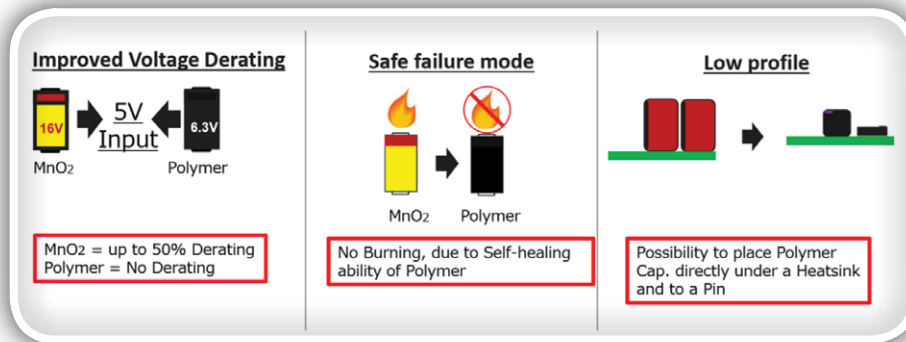 Improved Voltage Derating
16V
5V
Input
6.3V
MnO₂
Polymer
MnO2 = up to 50% Derating
Polymer = No Derating
Safe failure mode
MnO₂
Polymer
No Burning, due to Self-healing
ability of Polymer
Low profile
Possibility to place Polymer
Cap. directly under a Heatsink
and to a Pin